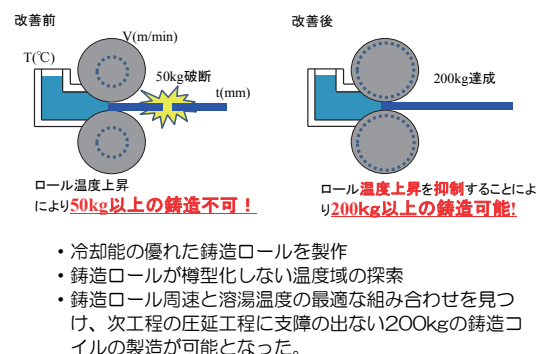 改善前
V(m/min)
T(℃)
50kg破断
t(mm)
ロール温度上昇
により50kg以上の鋳造不可！
改善後
200kg達成
ロール温度上昇を抑制することによ
り200kg以上の鋳造可能!
・冷却能の優れた鋳造ロールを製作
・鋳造ロールが樽型化しない温度域の探索
・鋳造ロール周速と溶湯温度の最適な組み合わせを見つ
け、次工程の圧延工程に支障の出ない200kgの鋳造コ
イルの製造が可能となった。